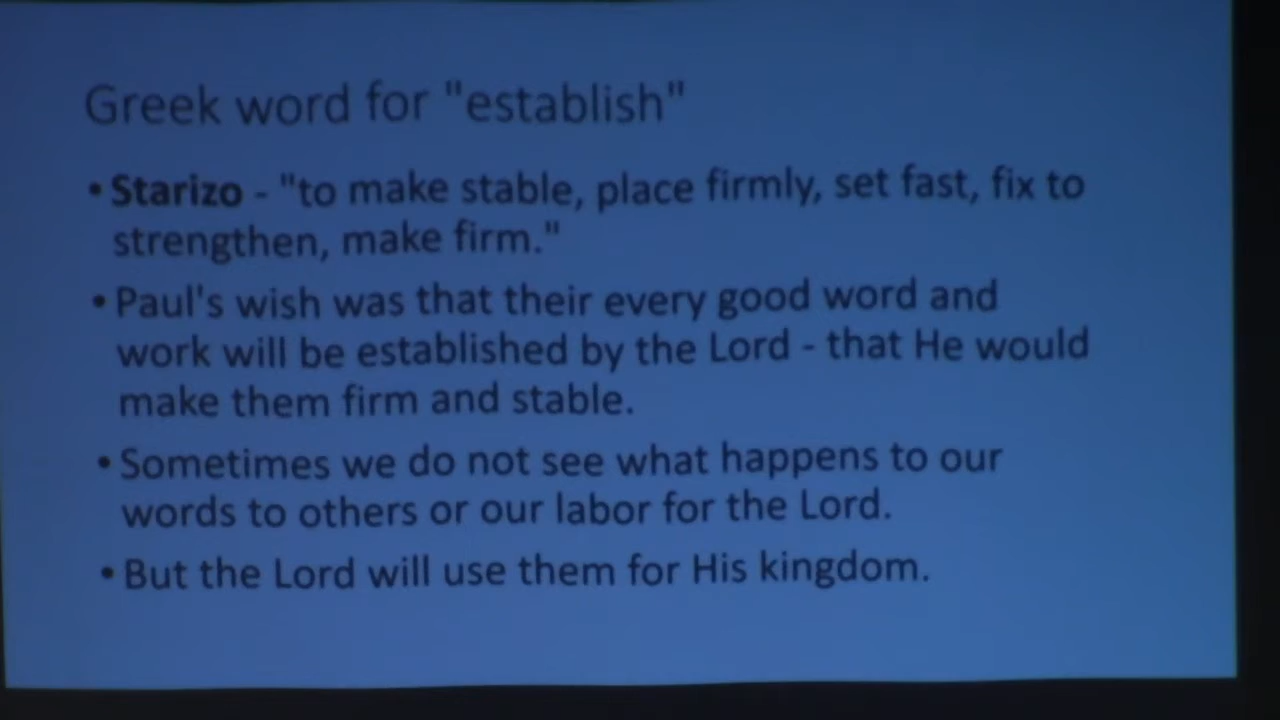 Greek word for "establish"
• Starizo - "to make stable, place firmly, set fast, fix to
strengthen, make firm."
• Paul's wish was that their every good word and
work will be established by the Lord - that He would
make them firm and stable.
• Sometimes we do not see what happens to our
words to others or our labor for the Lord.
• But the Lord will use them for His kingdom.